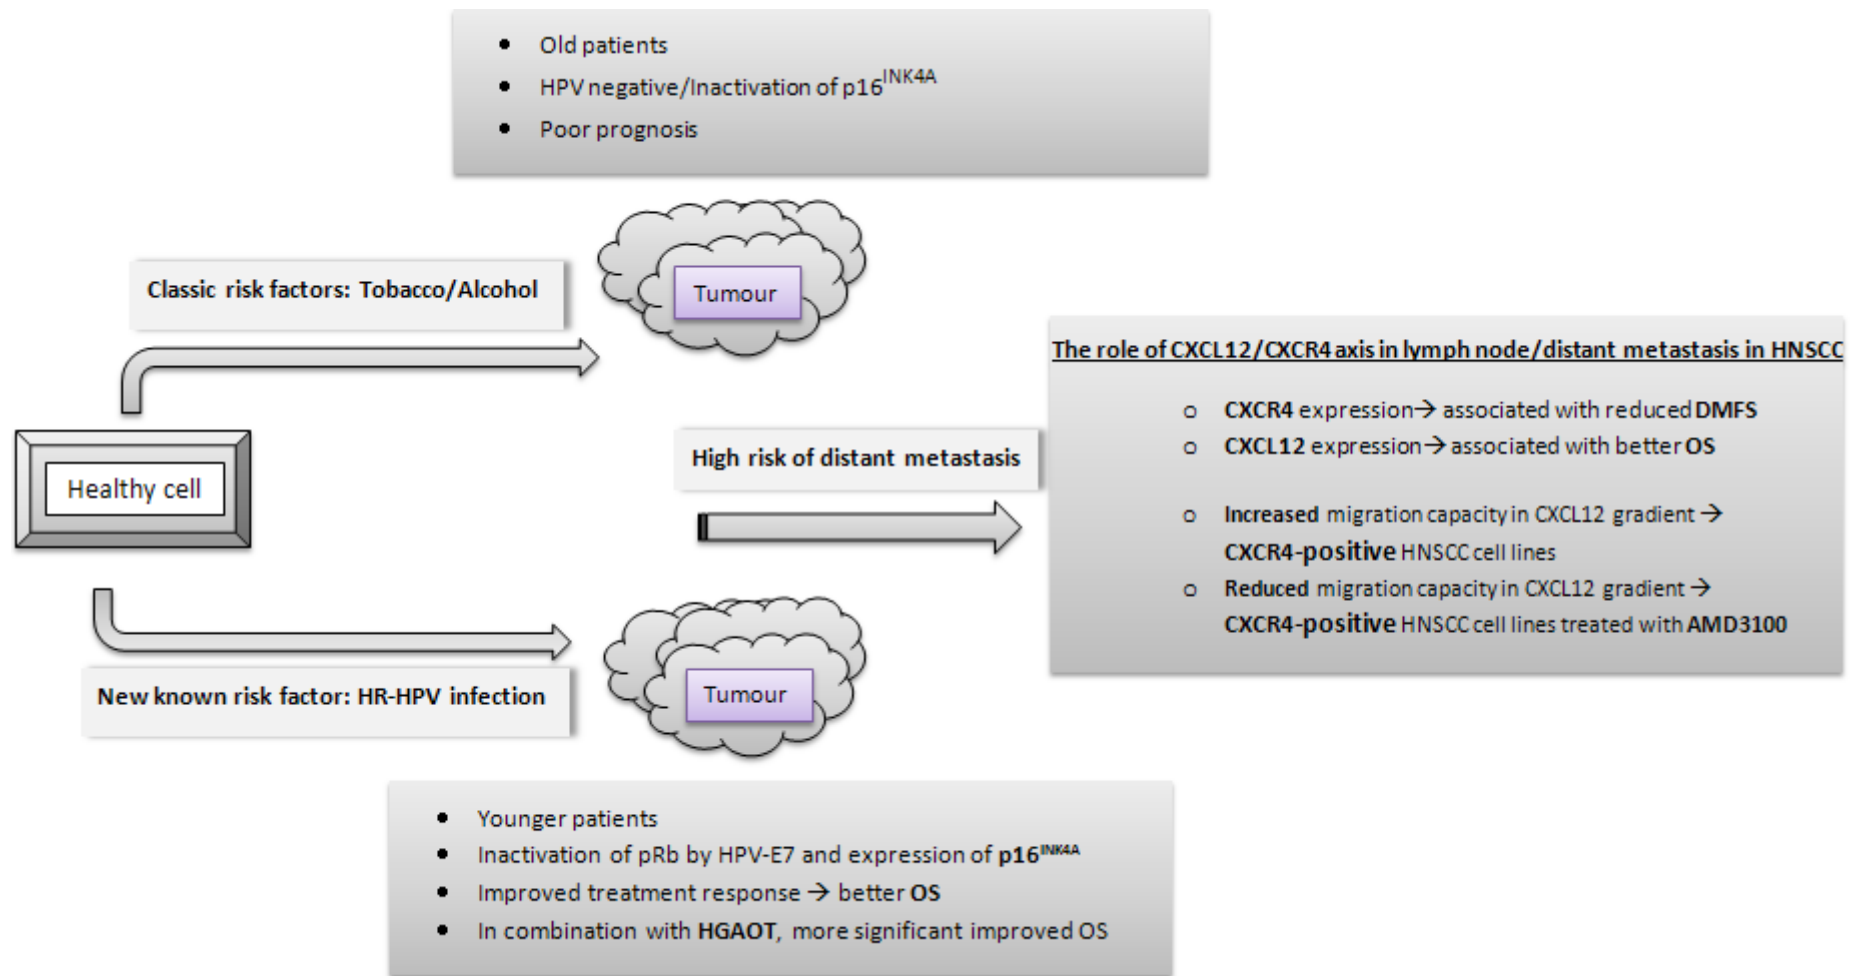 • Old patients
• HPV negative/Inactivation of p16^INK4A
• Poor prognosis
Classic risk factors: Tobacco/Alcohol
Tumour
Healthy cell
High risk of distant metastasis
The role of CXCL12/CXCR4 axis in lymph node/distant metastasis in HNSCC
o CXCR4 expression→ associated with reduced DMFS
o CXCL12 expression→ associated with better OS
o Increased migration capacity in CXCL12 gradient →
CXCR4-positive HNSCC cell lines
o Reduced migration capacity in CXCL12 gradient →
CXCR4-positive HNSCC cell lines treated with AMD3100
New known risk factor: HR-HPV infection
Tumour
• Younger patients
• Inactivation of pRb by HPV-E7 and expression of p16^INK4A
• Improved treatment response → better OS
• In combination with HGAOT, more significant improved OS